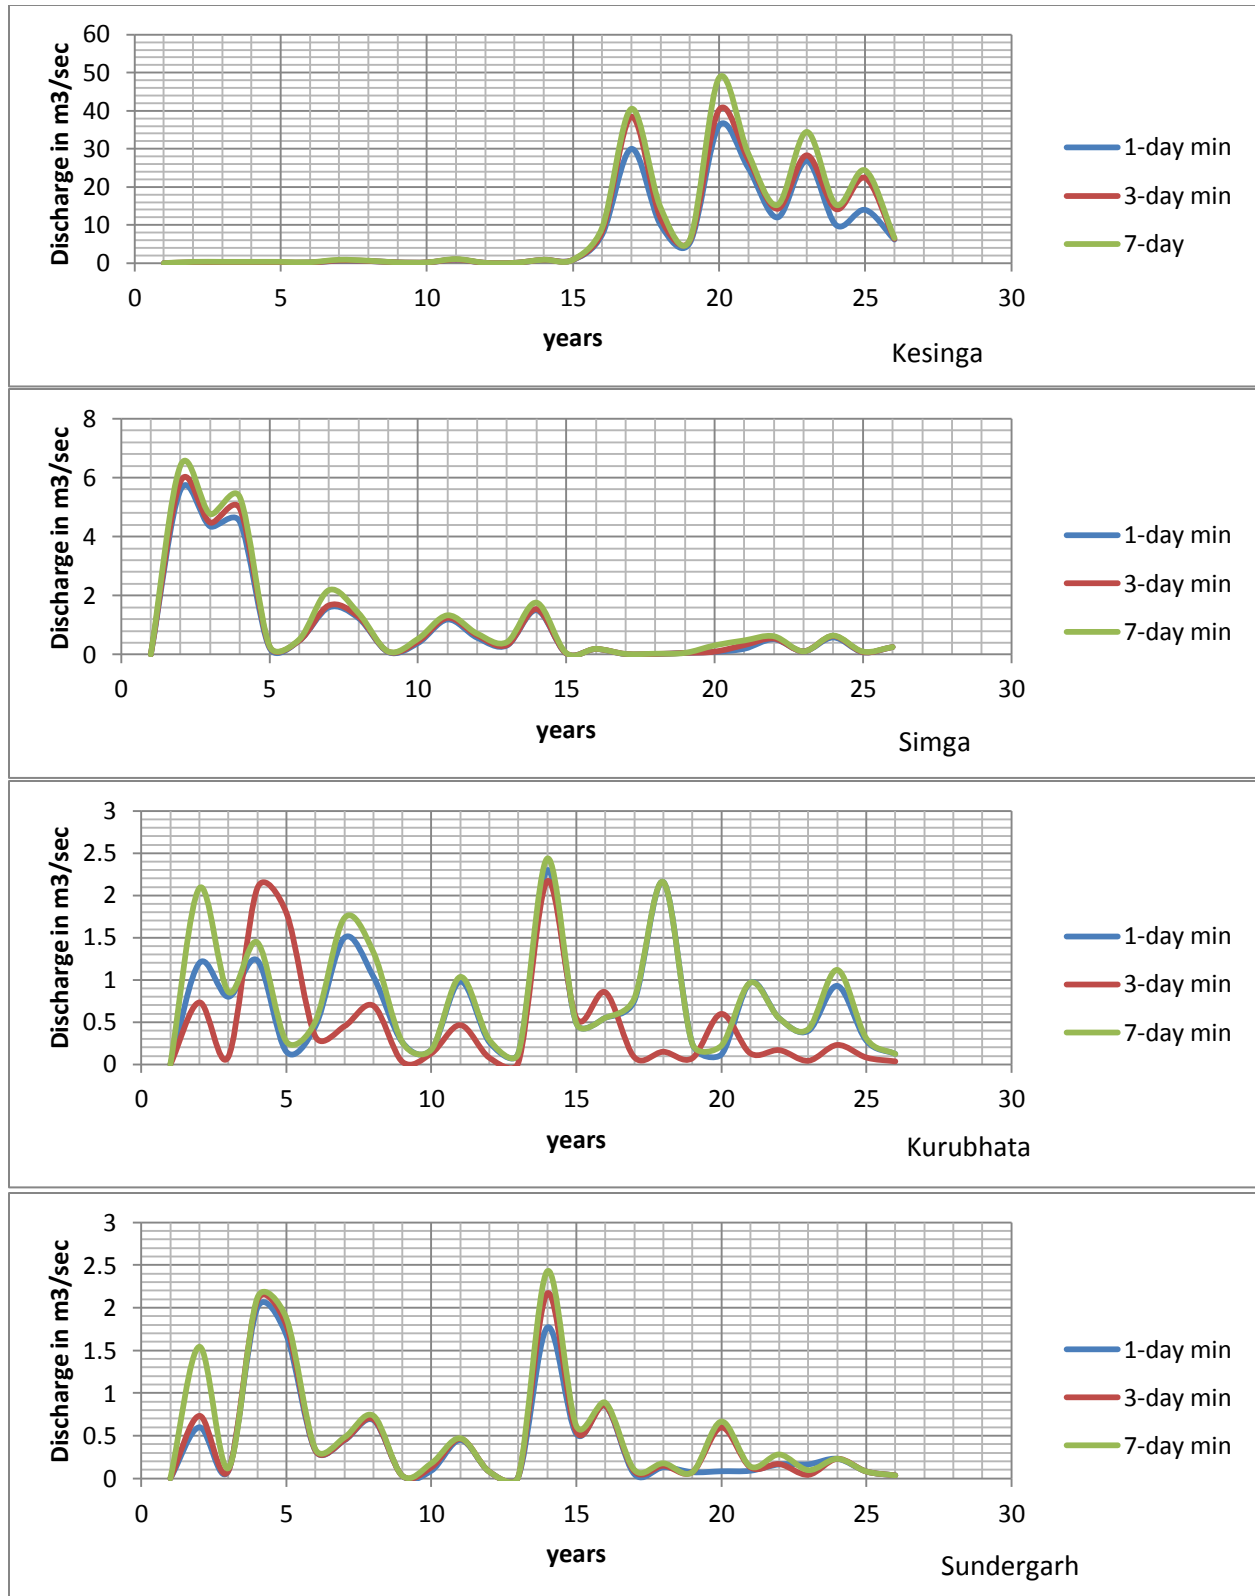 60
50
40
30
20
10
0
0 5 10 15 20 25 30
Discharge in m3/sec
years
Kesinga
1-day min
3-day min
7-day
8
6
4
2
0
0 5 10 15 20 25 30
Discharge in m3/sec
years
Simga
1-day min
3-day min
7-day min
3
2.5
2
1.5
1
0.5
0
0 5 10 15 20 25 30
Discharge in m3/sec
years
Kurubhata
1-day min
3-day min
7-day min
3
2.5
2
1.5
1
0.5
0
0 5 10 15 20 25 30
Discharge in m3/sec
years
Sundergarh
1-day min
3-day min
7-day min